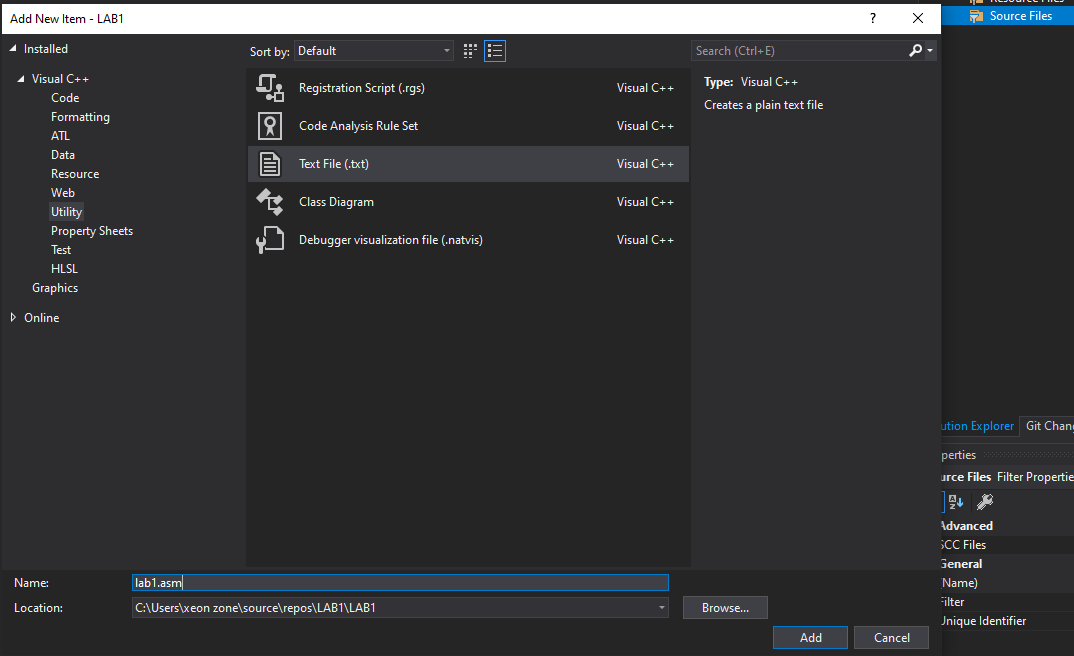 Add New Item - LAB1
?
Installed
Visual C++
Code
Formatting
ATL
Data
Resource
Web
Utility
Property Sheets
Test
HLSL
Graphics
Online
Sort by: Default
Registration Script (.rgs) Visual C++
Code Analysis Rule Set Visual C++
Text File (.txt) Visual C++
Class Diagram Visual C++
Debugger visualization file (.natvis) Visual C++
Search (Ctrl+E)
Type: Visual C++
Creates a plain text file
Name: lab1.asm
Location: C:\Users\xeon zone\source\repos\LAB1\LAB1
Browse...
Add
Cancel
Resource Files
Source Files
ution Explorer Git Chang
perties
urce Files Filter Propertie
Advanced
SCC Files
General
(Name)
Filter
Unique Identifier